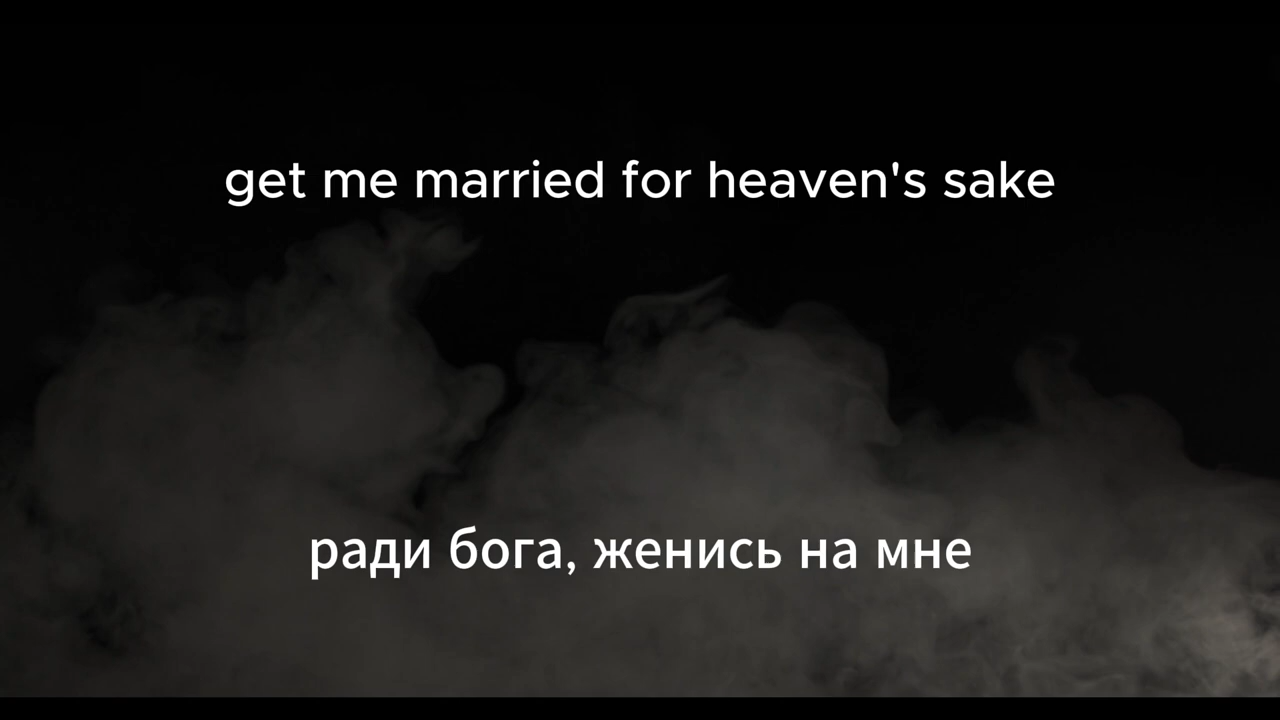 get me married for heaven's sake
ради бога, женись на мне